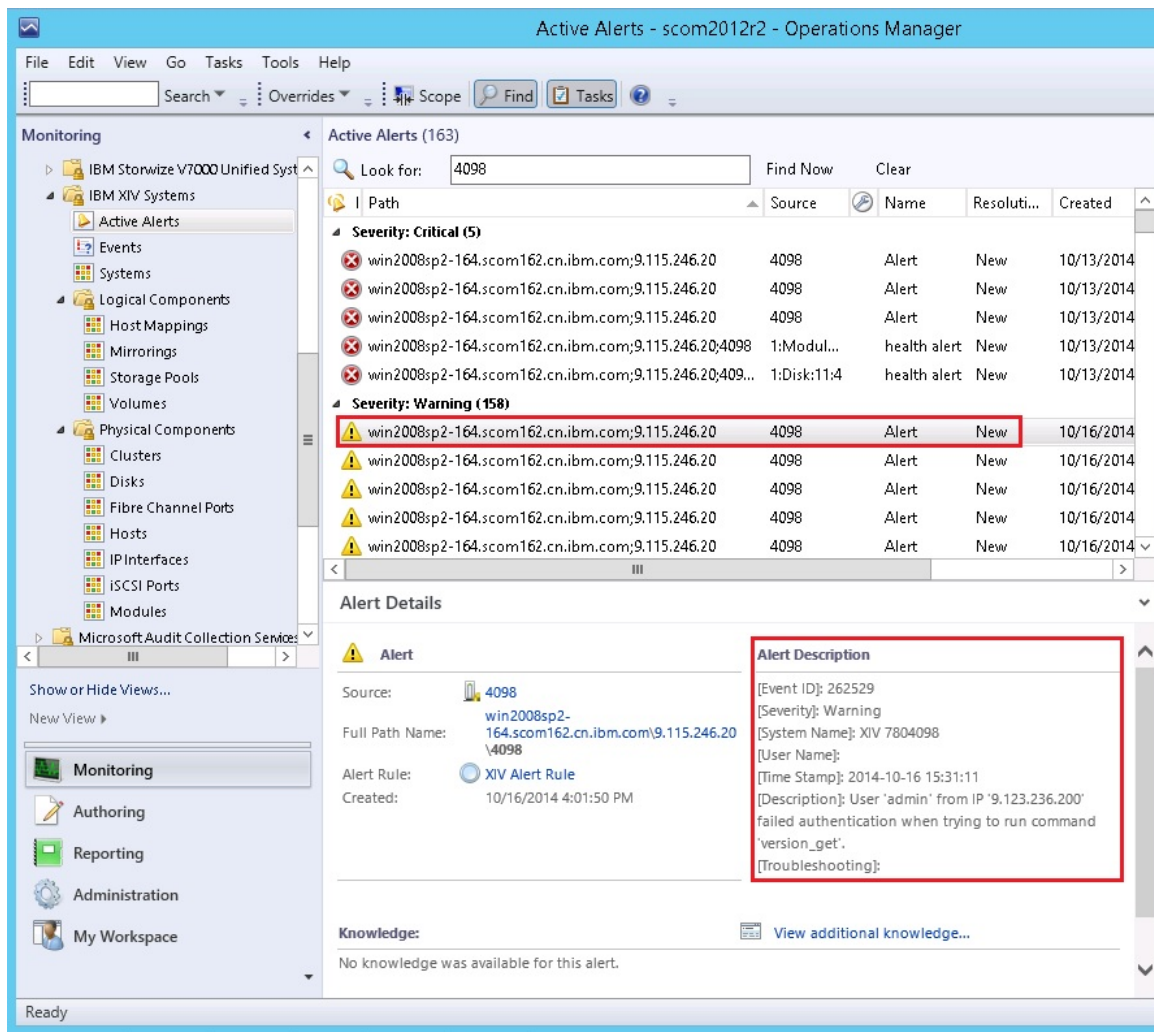 Active Alerts - scom2012r2 - Operations Manager
File Edit View Go Tasks Tools Help
Search Overrides Scope Find Tasks
Monitoring
IBM Storwize V7000 Unified Syst
IBM XIV Systems
Active Alerts
Events
Systems
Logical Components
Host Mappings
Mirrorings
Storage Pools
Volumes
Physical Components
Clusters
Disks
Fibre Channel Ports
Hosts
IP Interfaces
iSCSI Ports
Modules
Microsoft Audit Collection Services
Show or Hide Views...
New View
Monitoring
Authoring
Reporting
Administration
My Workspace
Active Alerts (163)
Look for: 4098 Find Now Clear
I Path Source Name Resoluti... Created
Severity: Critical (5)
win2008sp2-164.scom162.cn.ibm.com;9.115.246.20 4098 Alert New 10/13/2014
win2008sp2-164.scom162.cn.ibm.com;9.115.246.20 4098 Alert New 10/13/2014
win2008sp2-164.scom162.cn.ibm.com;9.115.246.20 4098 Alert New 10/13/2014
win2008sp2-164.scom162.cn.ibm.com;9.115.246.20;4098 1:Modul... health alert New 10/13/2014
win2008sp2-164.scom162.cn.ibm.com;9.115.246.20;409... 1:Disk:11:4 health alert New 10/13/2014
Severity: Warning (158)
win2008sp2-164.scom162.cn.ibm.com;9.115.246.20 4098 Alert New 10/16/2014
win2008sp2-164.scom162.cn.ibm.com;9.115.246.20 4098 Alert New 10/16/2014
win2008sp2-164.scom162.cn.ibm.com;9.115.246.20 4098 Alert New 10/16/2014
win2008sp2-164.scom162.cn.ibm.com;9.115.246.20 4098 Alert New 10/16/2014
win2008sp2-164.scom162.cn.ibm.com;9.115.246.20 4098 Alert New 10/16/2014
Alert Details
Alert
Source: 4098
Full Path Name: win2008sp2-
164.scom162.cn.ibm.com\9.115.246.20
\4098
Alert Rule: XIV Alert Rule
Created: 10/16/2014 4:01:50 PM
Alert Description
[Event ID]: 262529
[Severity]: Warning
[System Name]: XIV 7804098
[User Name]:
[Time Stamp]: 2014-10-16 15:31:11
[Description]: User 'admin' from IP '9.123.236.200'
failed authentication when trying to run command
'version_get'.
[Troubleshooting]:
Knowledge: View additional knowledge...
No knowledge was available for this alert.
Ready